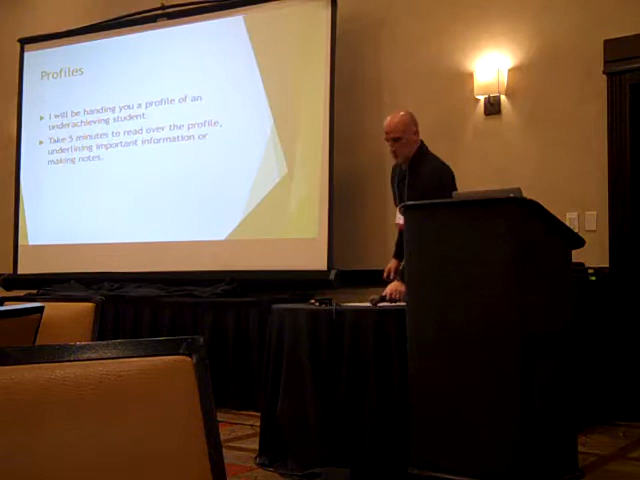 Profiles
I will be handing you a profile of an
underachieving student.
Take 5 minutes to read over the profile,
underlining important information or
making notes.